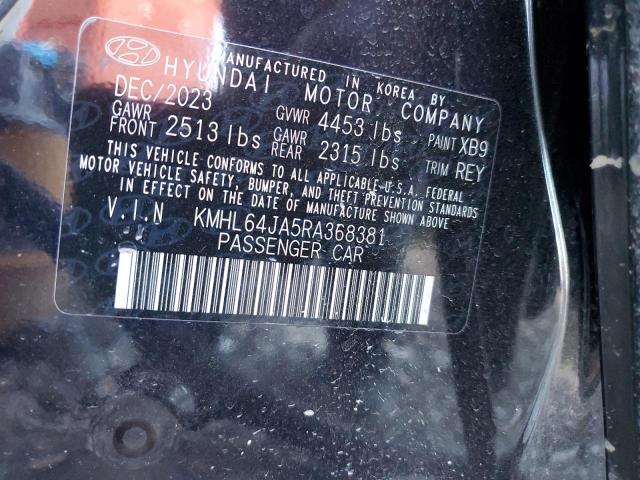 MANUFACTURED IN KOREA BY
HYUNDAI MOTOR COMPANY
DEC/2023 GVWR 4453 lbs PAINT XB9
GAWR FRONT 2513 lbs GAWR REAR 2315 lbs TRIM REY
THIS VEHICLE CONFORMS TO ALL APPLICABLE U.S.A. FEDERAL
MOTOR VEHICLE SAFETY, BUMPER, AND THEFT PREVENTION STANDARDS
IN EFFECT ON THE DATE OF MANUFACTURE SHOWN ABOVE
V.I.N KMHL64JA5RA368381
PASSENGER CAR